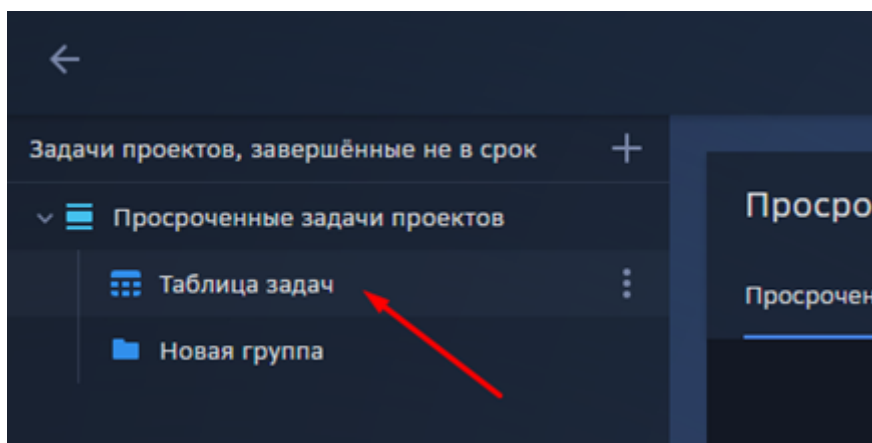 Задачи проектов, завершённые не в срок
Просроченные задачи проектов
Таблица задач
Новая группа